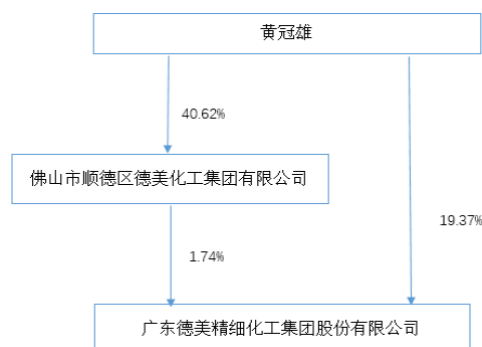 黄冠雄
40.62%
佛山市顺德区德美化工集团有限公司
19.37%
1.74%
广东德美精细化工集团股份有限公司